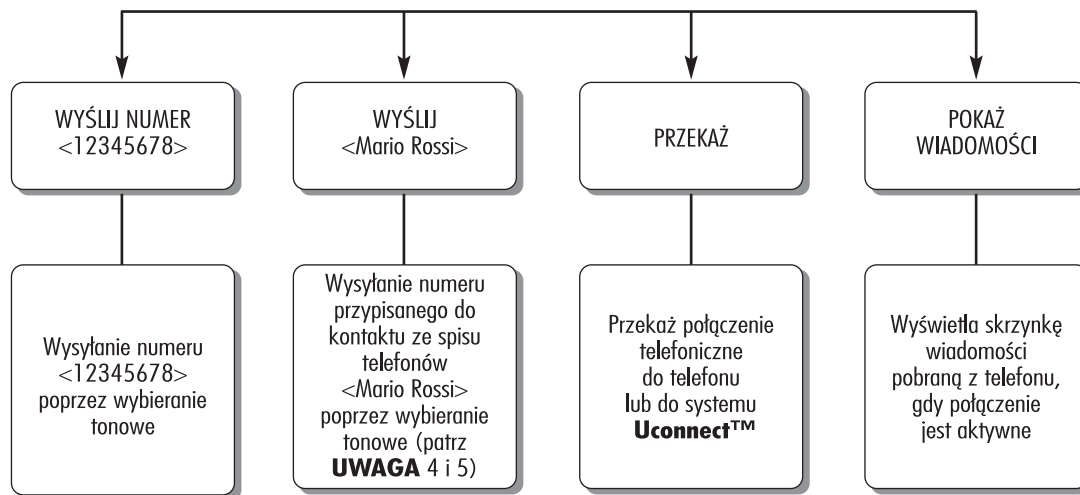 WYŚLIJ NUMER
<12345678>
WYŚLIJ
<Mario Rossi>
PRZEKAŻ
POKAŻ
WIADOMOŚCI
Wysyłanie numeru
<12345678>
poprzez wybieranie
tonowe
Wysyłanie numeru
przypisanego do
kontaktu ze spisu
telefonów
<Mario Rossi>
poprzez wybieranie
tonowe (patrz
UWAGA 4 i 5)
Przekaż połączenie
telefoniczne
do telefonu
lub do systemu
Uconnect™
Wyświetla skrzynkę
wiadomości
pobraną z telefonu,
gdy połączenie
jest aktywne